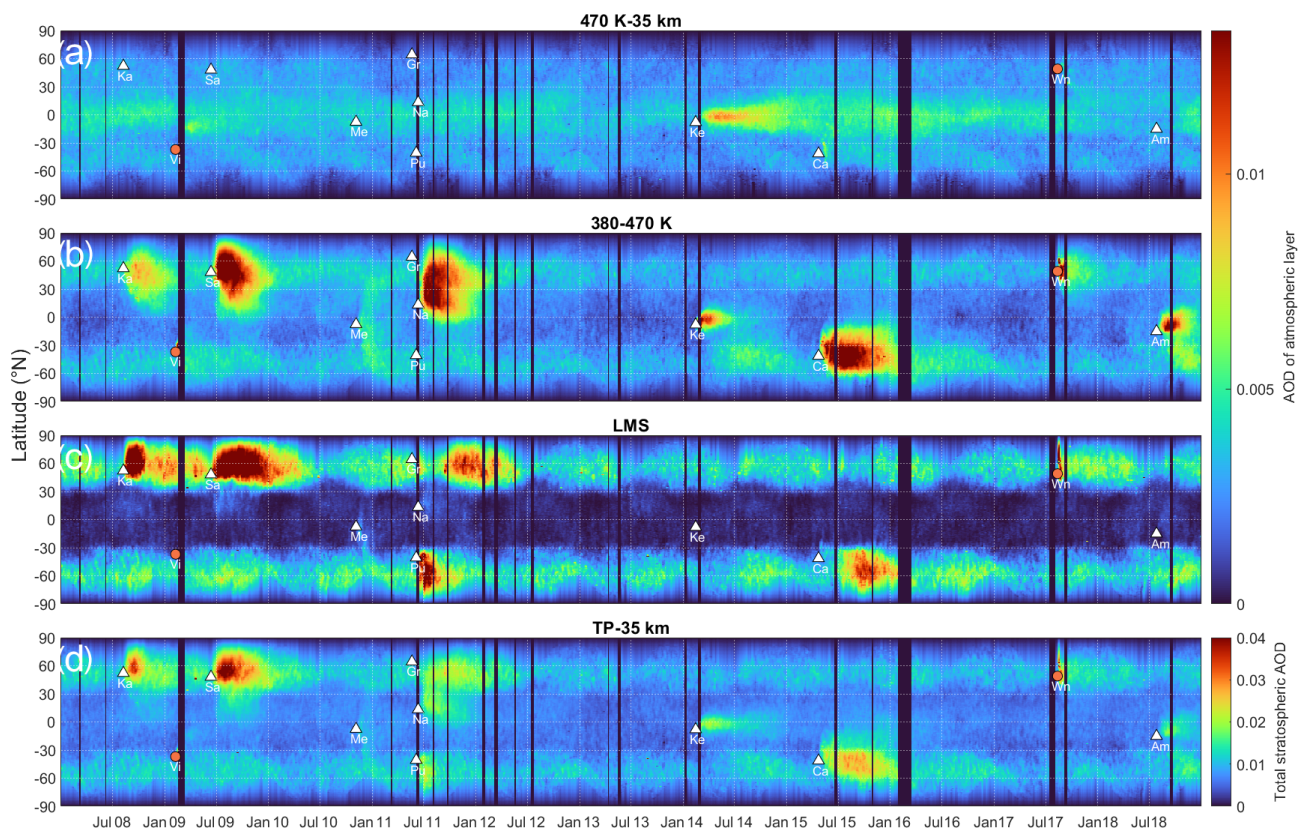 470 K-35 km
(a)
90
60
30
0
-30
-60
-90
Ka
Sa
Gr
Wn
Na
Me
Ke
Am
Vi
Pu
Ca
380-470 K
(b)
90
60
30
0
-30
-60
-90
Ka
Sa
Gr
Wn
Na
Me
Ke
Am
Vi
Pu
Ca
LMS
(c)
90
60
30
0
-30
-60
-90
Ka
Sa
Gr
Wn
Na
Me
Ke
Am
Vi
Pu
Ca
TP-35 km
(d)
90
60
30
0
-30
-60
-90
Ka
Sa
Gr
Wn
Na
Me
Ke
Am
Vi
Pu
Ca
Latitude (°N)
Jul 08 Jan 09 Jul 09 Jan 10 Jul 10 Jan 11 Jul 11 Jan 12 Jul 12 Jan 13 Jul 13 Jan 14 Jul 14 Jan 15 Jul 15 Jan 16 Jul16 Jan 17 Jul17 Jan 18 Jul18
0.01
0.005
0
AOD of atmospheric layer
0.04
0.03
0.02
0.01
0
Total stratospheric AOD